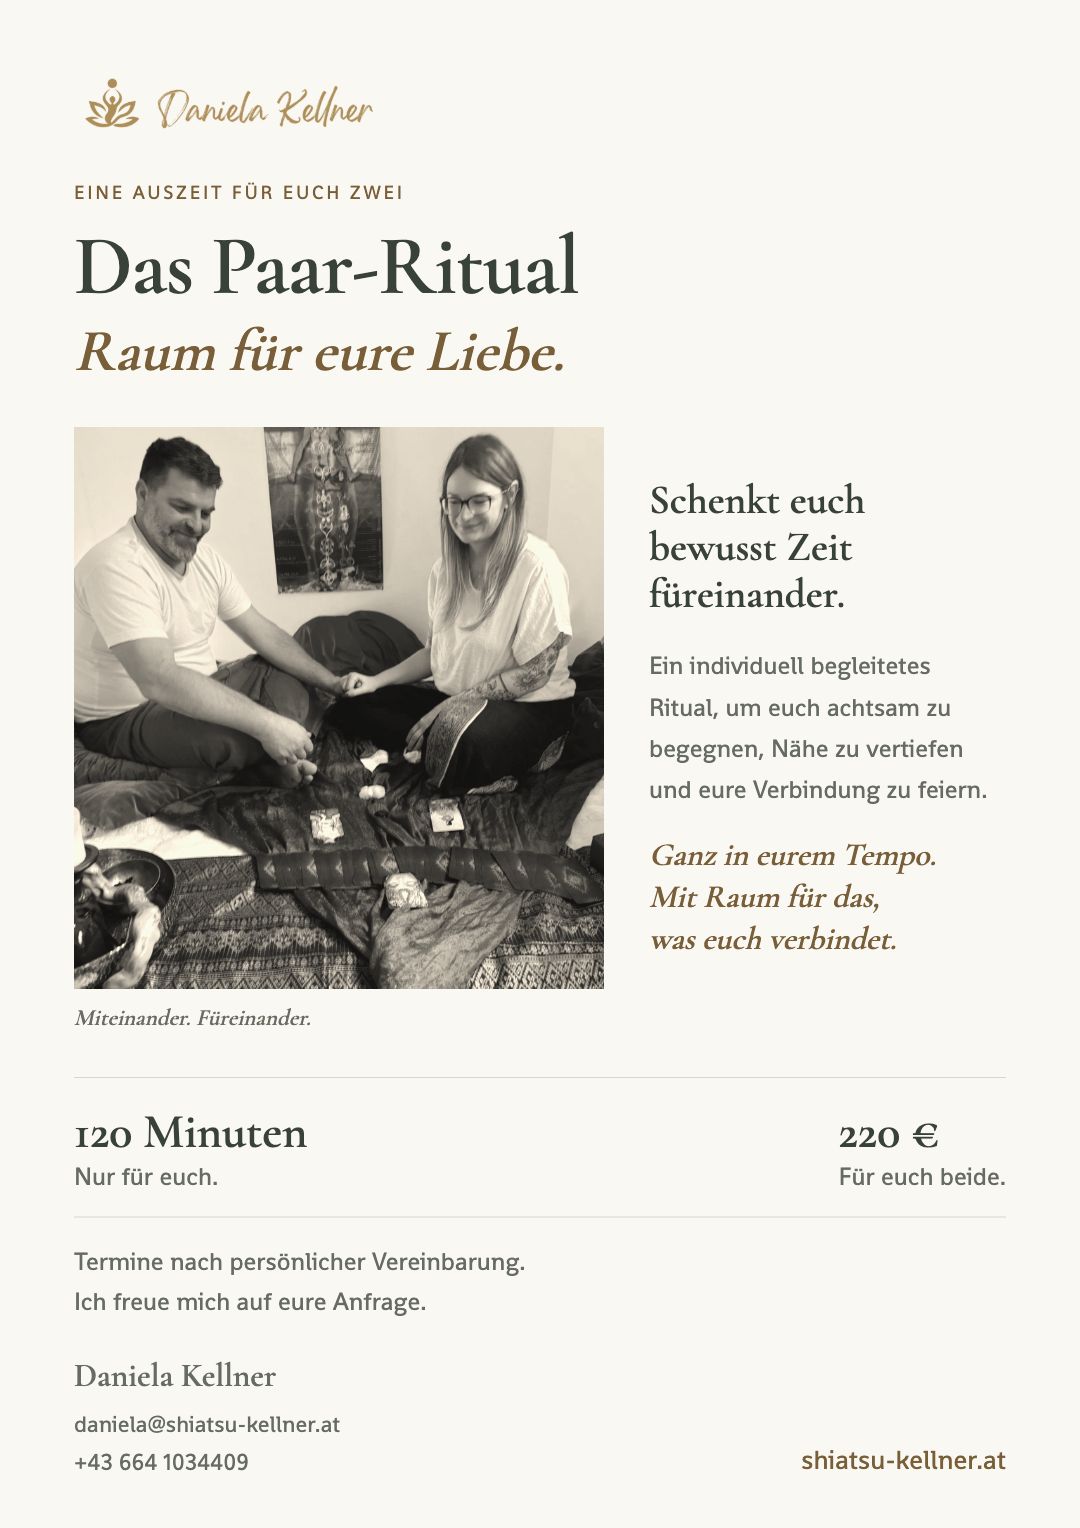 Daniela Kellner
EINE AUSZEIT FÜR EUCH ZWEI
Das Paar-Ritual
Raum für eure Liebe.
Schenkt euch
bewusst Zeit
füreinander.
Ein individuell begleitetes
Ritual, um euch achtsam zu
begegnen, Nähe zu vertiefen
und eure Verbindung zu feiern.
Ganz in eurem Tempo.
Mit Raum für das,
was euch verbindet.
Miteinander. Füreinander.
120 Minuten
Nur für euch.
220 €
Für euch beide.
Termine nach persönlicher Vereinbarung.
Ich freue mich auf eure Anfrage.
Daniela Kellner
daniela@shiatsu-kellner.at
+43 664 1034409
shiatsu-kellner.at